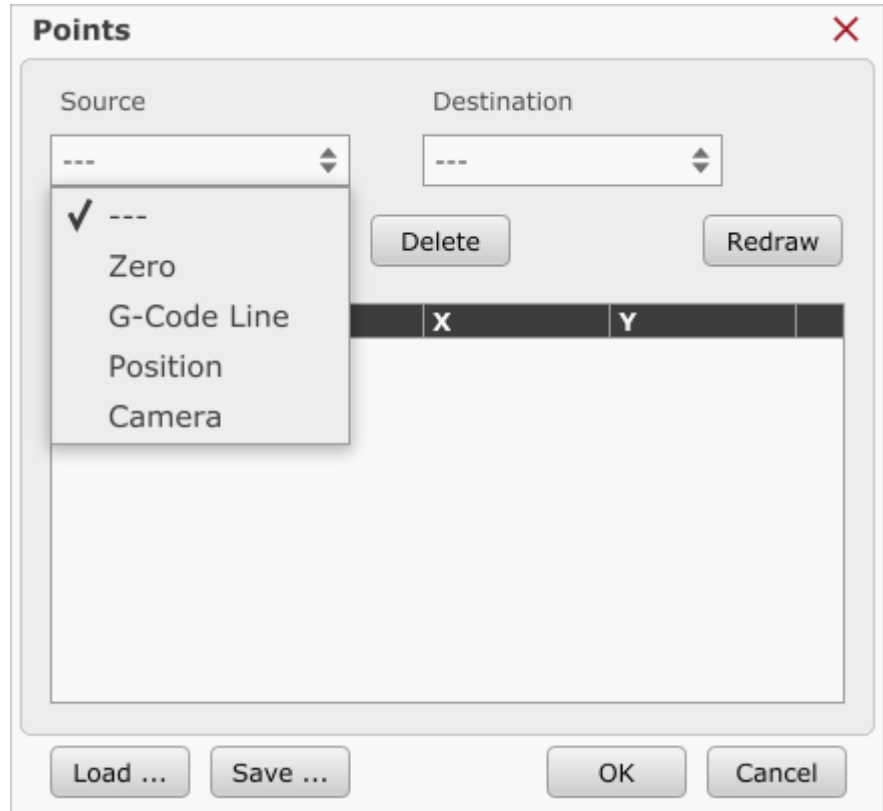 Points
Source Destination
--- ---
✓ ---
Zero
G-Code Line
Position
Camera
Delete Redraw
X Y
Load ... Save ... OK Cancel